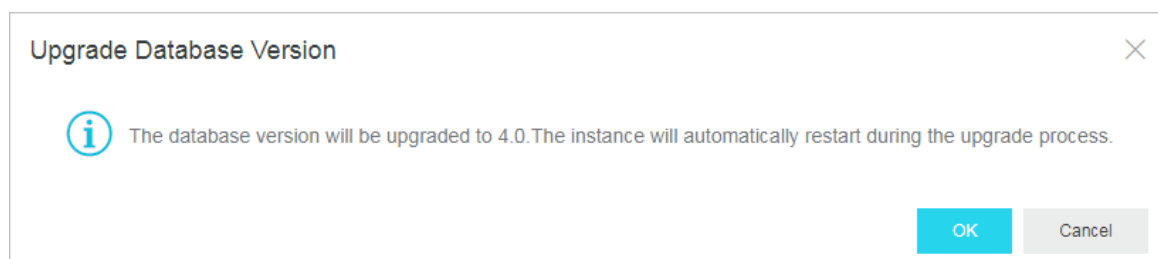 Upgrade Database Version
The database version will be upgraded to 4.0.The instance will automatically restart during the upgrade process.
OK
Cancel